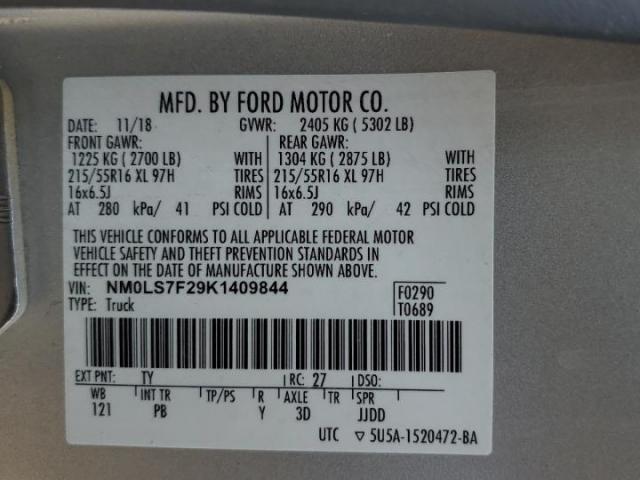 MFD. BY FORD MOTOR CO.
DATE: 11/18 GVWR: 2405 KG ( 5302 LB)
FRONT GAWR: REAR GAWR:
1225 KG ( 2700 LB) WITH 1304 KG ( 2875 LB) WITH
215/55R16 XL 97H TIRES 215/55R16 XL 97H TIRES
16x6.5J RIMS 16x6.5J RIMS
AT 280 kPa/ 41 PSI COLD AT 290 kPa/ 42 PSI COLD
THIS VEHICLE CONFORMS TO ALL APPLICABLE FEDERAL MOTOR
VEHICLE SAFETY AND THEFT PREVENTION STANDARDS IN
EFFECT ON THE DATE OF MANUFACTURE SHOWN ABOVE.
VIN: NM0LS7F29K1409844 F0290
TYPE: Truck T0689
EXT PNT: TY RC: 27 DSO:
WB INT TR TP/PS R AXLE TR SPR
121 PB Y 3D JJDD
UTC ▽ 5U5A-1520472-BA